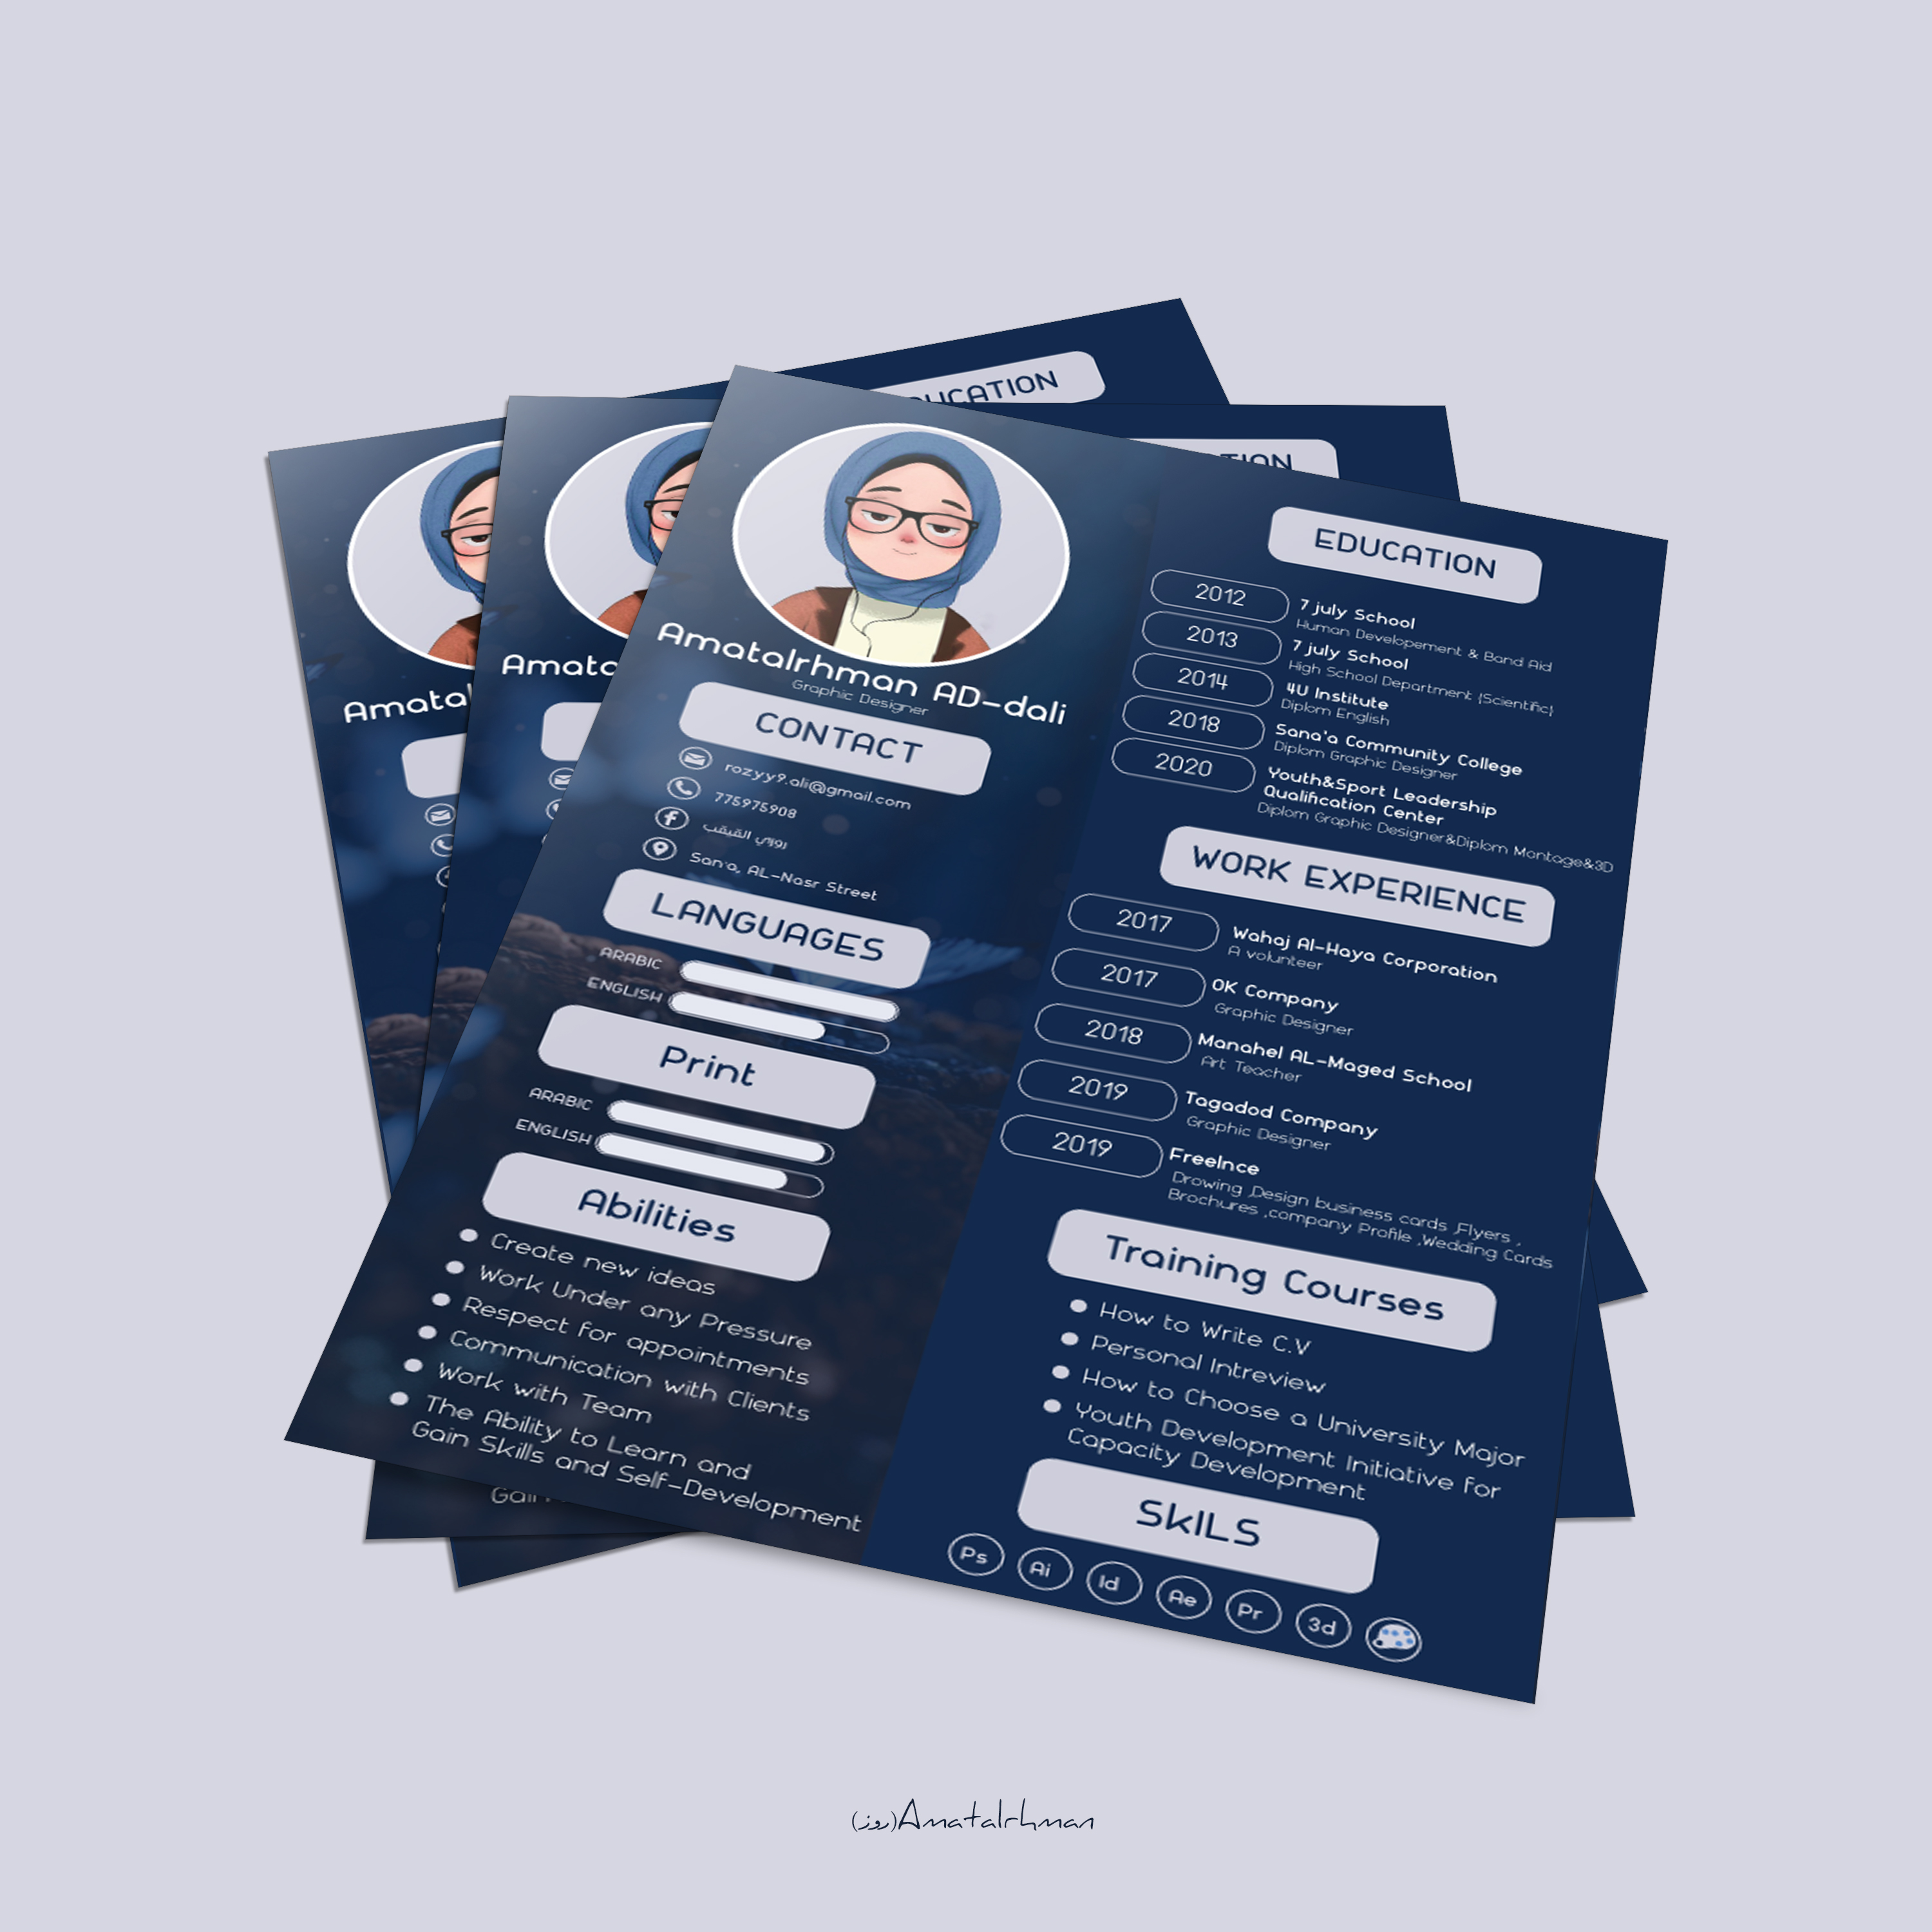 Amatalrhman AD-dali
Graphic Designer
CONTACT
rozyy9.ali@gmail.com
775975908
روزي القيقب
San'a, AL-Nasr Street
LANGUAGES
ARABIC
ENGLISH
Print
ARABIC
ENGLISH
Abilities
Create new ideas
Work Under any Pressure
Respect for appointments
Communication with Clients
Work with Team
The Ability to Learn and
Gain Skills and Self-Development
EDUCATION
2012
7 july School
Human Developement & Band Aid
2013
7 july School
High School Department {Scientific}
2014
4U Institute
Diplom English
2018
Sana'a Community College
Diplom Graphic Designer
2020
Youth&Sport Leadership
Qualification Center
Diplom Graphic Designer&Diplom Montage&3D
WORK EXPERIENCE
2017
Wahaj Al-Haya Corporation
A volunteer
2017
OK Company
Graphic Designer
2018
Manahel AL-Maged School
Art Teacher
2019
Tagadod Company
Graphic Designer
2019
Freelnce
Drowing ,Design business cards ,Flyers ,
Brochures ,company Profile ,Wedding Cards
Training Courses
How to Write C.V
Personal Intreview
How to Choose a University Major
Youth Development Initiative for
Capacity Development
SkILS
Ps
Ai
Id
Ae
Pr
3d
Amatal
Amata
(روز)Amatalrhman